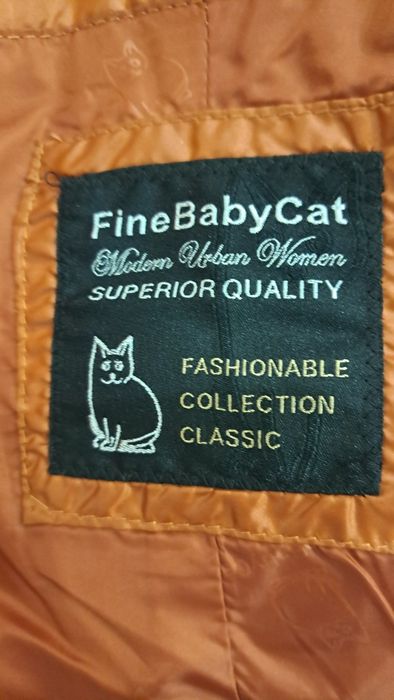 FineBabyCat
Modern Urban Women
SUPERIOR QUALITY
FASHIONABLE
COLLECTION
CLASSIC